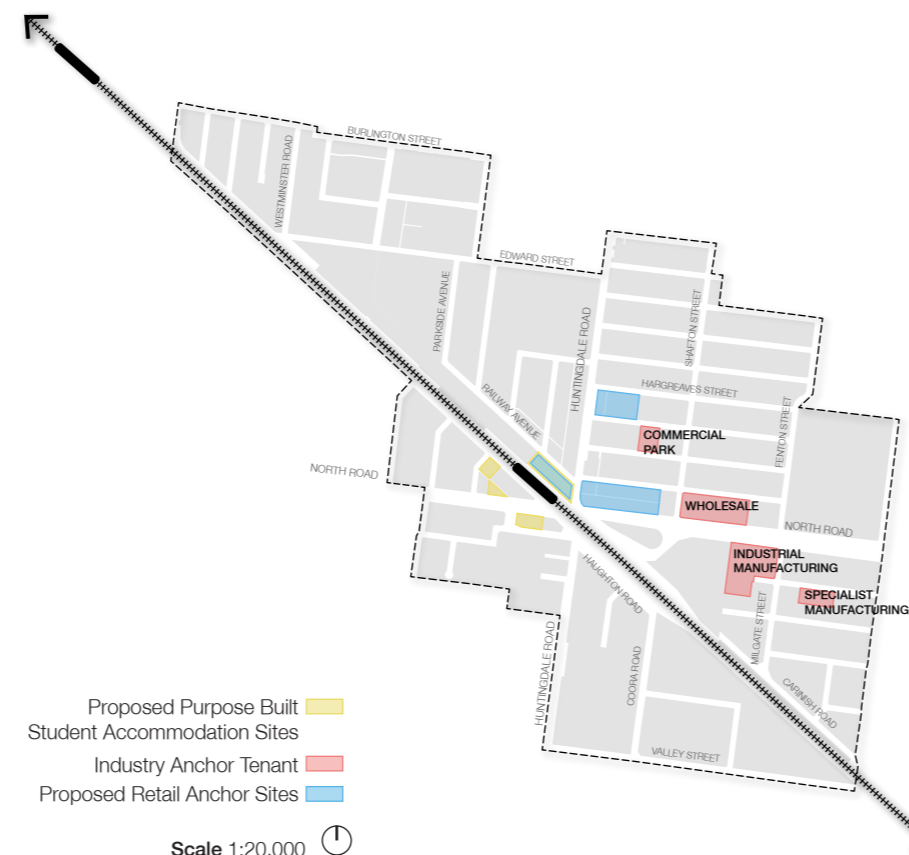 BURLINGTON STREET
WESTMINSTER ROAD
EDWARD STREET
PARKSIDE AVENUE
HUNTINGDALE ROAD
SHAFTON STREET
RAILWAY AVENUE
HARGREAVES STREET
FENTON STREET
COMMERCIAL
PARK
NORTH ROAD
WHOLESALE
NORTH ROAD
INDUSTRIAL
MANUFACTURING
HAUGHTON ROAD
SPECIALIST
MANUFACTURING
MILGATE STREET
HUNTINGDALE ROAD
COORA ROAD
CARINISH ROAD
VALLEY STREET
Proposed Purpose Built
Student Accommodation Sites
Industry Anchor Tenant
Proposed Retail Anchor Sites
Scale 1:20,000